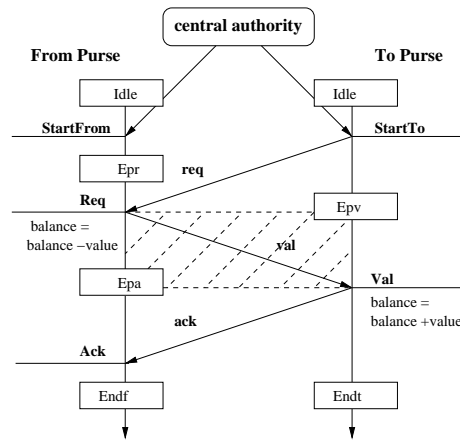 central authority
From Purse
To Purse
Idle
Idle
StartFrom
StartTo
Epr
req
Req
Epv
balance =
balance −value
val
Epa
Val
balance =
balance +value
ack
Ack
Endf
Endt